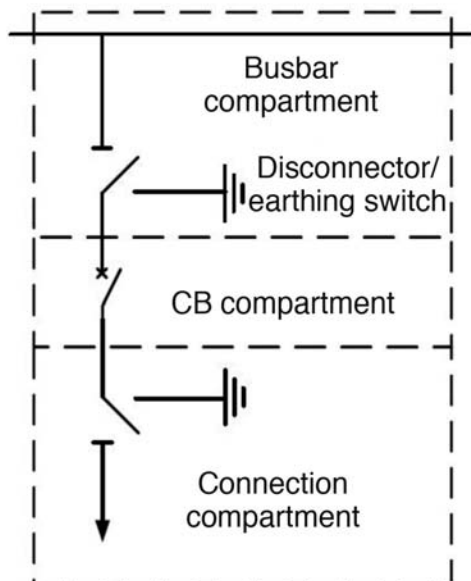 Busbar
compartment
Disconnector/
earthing switch
CB compartment
Connection
compartment